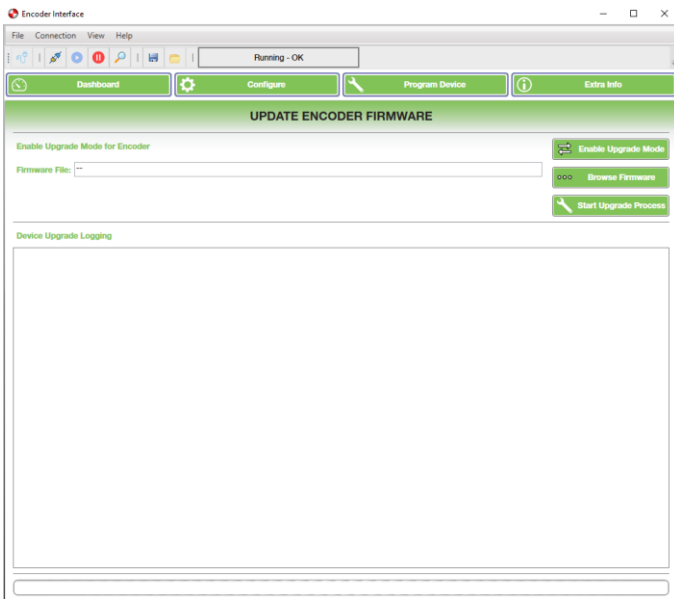 Encoder Interface
File Connection View Help
Running - OK
Dashboard Configure Program Device Extra Info
UPDATE ENCODER FIRMWARE
Enable Upgrade Mode for Encoder
Enable Upgrade Mode
Firmware File: --
Browse Firmware
Start Upgrade Process
Device Upgrade Logging